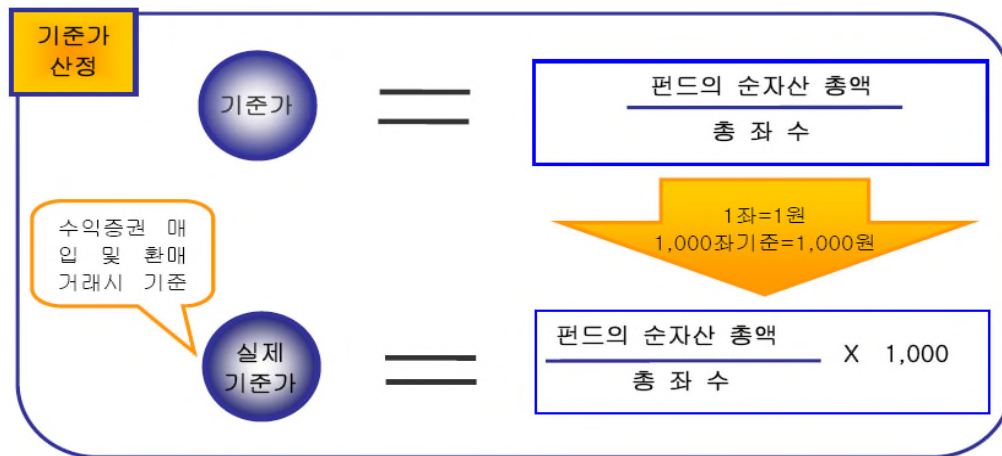 기준가
산정
기준가
펀드의 순자산 총액
총 좌 수
1좌=1원
1,000좌기준=1,000원
수익증권 매
입 및 환매
거래시 기준
실제
기준가
펀드의 순자산 총액
X 1,000
총 좌 수